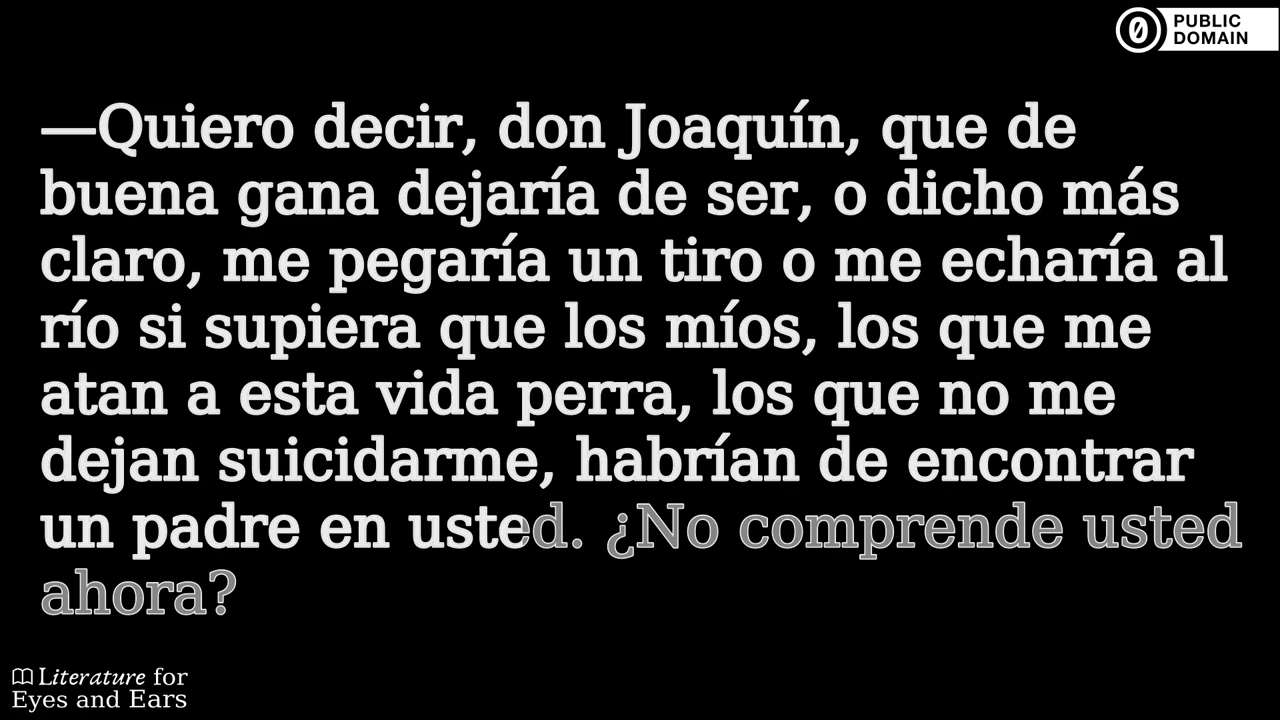 PUBLIC
DOMAIN
—Quiero decir, don Joaquín, que de
buena gana dejaría de ser, o dicho más
claro, me pegaría un tiro o me echaría al
río si supiera que los míos, los que me
atan a esta vida perra, los que no me
dejan suicidarme, habrían de encontrar
un padre en usted. ¿No comprende usted
ahora?
Literature for
Eyes and Ears